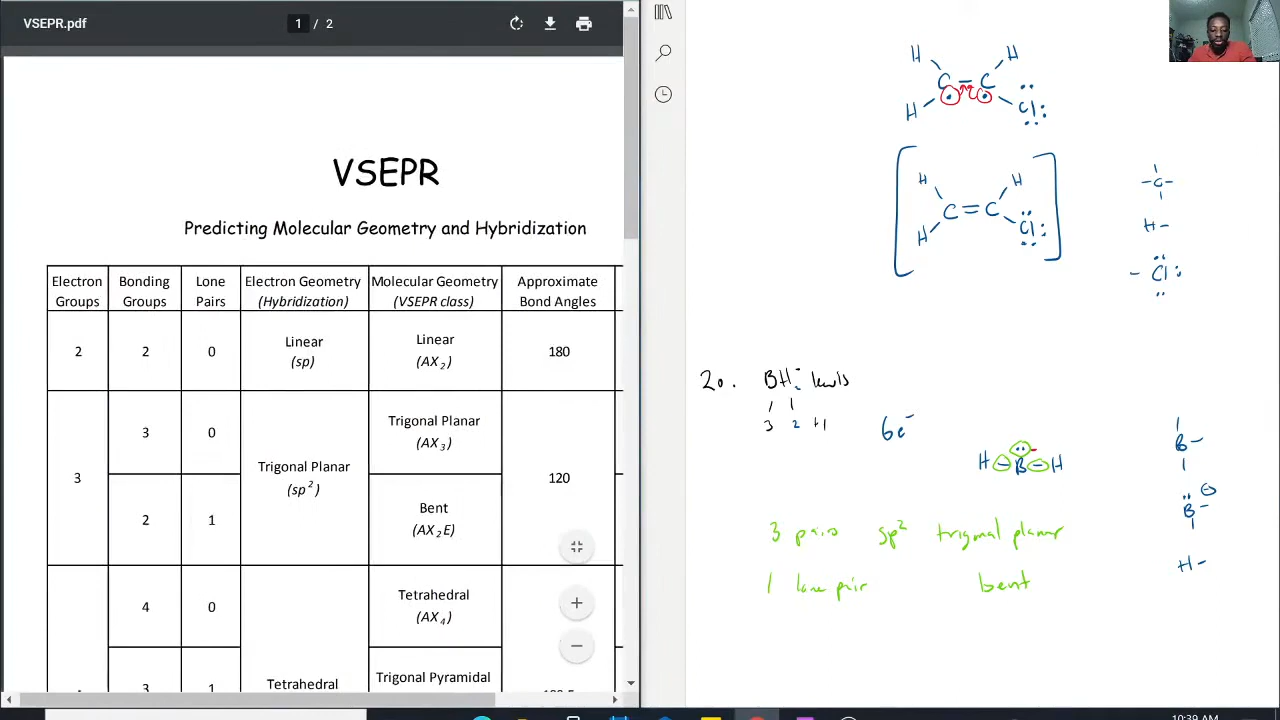 VSEPR.pdf
1 / 2
VSEPR
Predicting Molecular Geometry and Hybridization
Electron Groups
Bonding Groups
Lone Pairs
Electron Geometry (Hybridization)
Molecular Geometry (VSEPR class)
Approximate Bond Angles
2 2 0 Linear (sp) Linear (AX₂) 180
3 3 0 Trigonal Planar (sp²) Trigonal Planar (AX₃) 120
2 1 Bent (AX₂E)
4 0 Tetrahedral (AX₄)
3 1 Tetrahedral Trigonal Pyramidal
H H
C = C
H Cl
H H
C = C
H Cl
C
H –
– Cl
20. BH₂⁻ lewis
3 2 +1
6e⁻
H – B – H
B
B ⊖
H –
3 pairs sp² trigonal planar
1 lone pair bent
10:39 AM